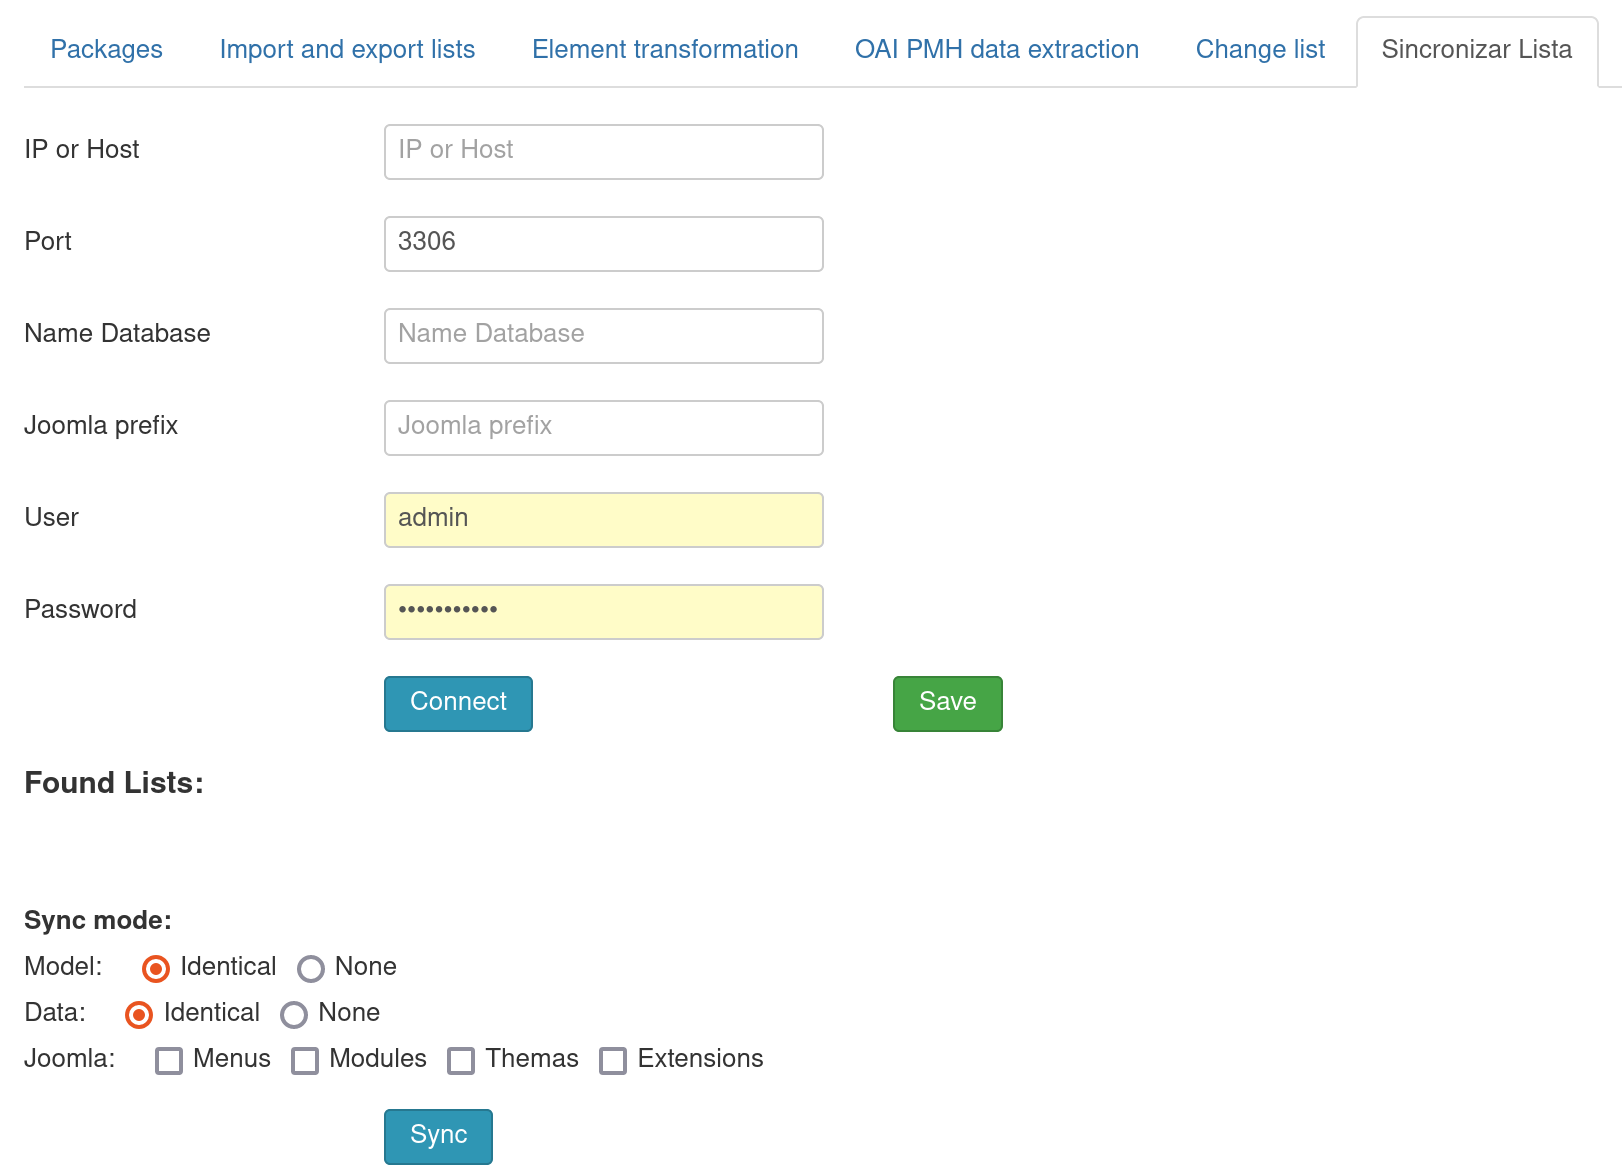 Packages Import and export lists Element transformation OAI PMH data extraction Change list Sincronizar Lista
IP or Host IP or Host
Port 3306
Name Database Name Database
Joomla prefix Joomla prefix
User admin
Password •••••••••••
Connect Save
Found Lists:
Sync mode:
Model: Identical None
Data: Identical None
Joomla: Menus Modules Themas Extensions
Sync